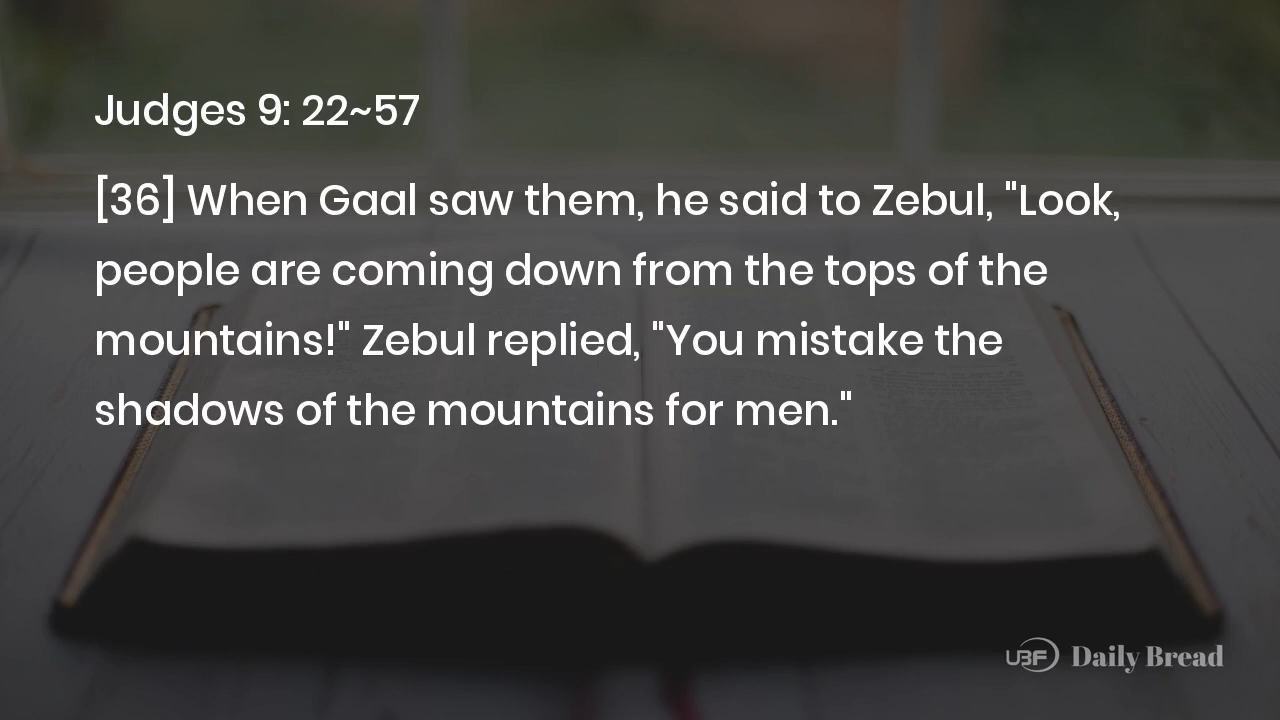 Judges 9: 22~57
[36] When Gaal saw them, he said to Zebul, "Look,
people are coming down from the tops of the
mountains!" Zebul replied, "You mistake the
shadows of the mountains for men."
UBF Daily Bread